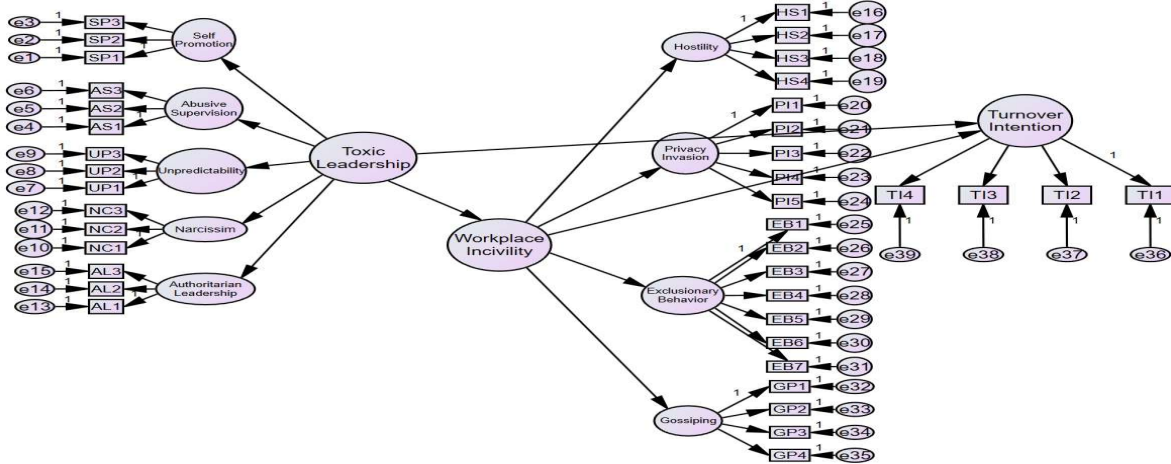 e3
1
SP3
e2
1
SP2
e1
1
SP1
1
Self
Promotion
e6
1
AS3
e5
1
AS2
e4
1
AS1
1
Abusive
Supervision
e9
1
UP3
e8
1
UP2
e7
1
UP1
1
Unpredictability
e12
1
NC3
e11
1
NC2
e10
1
NC1
1
Narcissim
e15
1
AL3
e14
1
AL2
e13
1
AL1
1
Authoritarian
Leadership
Toxic
Leadership
Workplace
Incivility
Hostility
1
HS1
1
e16
HS2
1
e17
HS3
1
e18
HS4
1
e19
Privacy
Invasion
1
PI1
1
e20
PI2
1
e21
PI3
1
e22
PI4
1
e23
PI5
1
e24
Exclusionary
Behavior
1
EB1
1
e25
EB2
1
e26
EB3
1
e27
EB4
1
e28
EB5
1
e29
EB6
1
e30
EB7
1
e31
Gossiping
1
GP1
1
e32
GP2
1
e33
GP3
1
e34
GP4
1
e35
Turnover
Intention
1
TI4
TI3
TI2
TI1
1
1
1
1
e39
e38
e37
e36